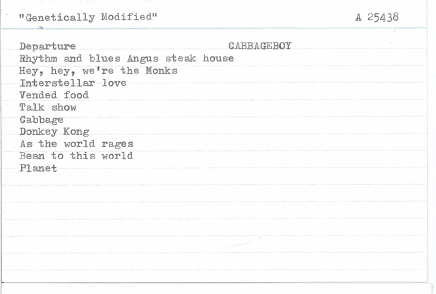 "Genetically Modified" A 25438
Departure CABBAGEBOY
Rhythm and blues Angus steak house
Hey, hey, we're the Monks
Interstellar love
Vended food
Talk show
Cabbage
Donkey Kong
As the world rages
Bean to this world
Planet